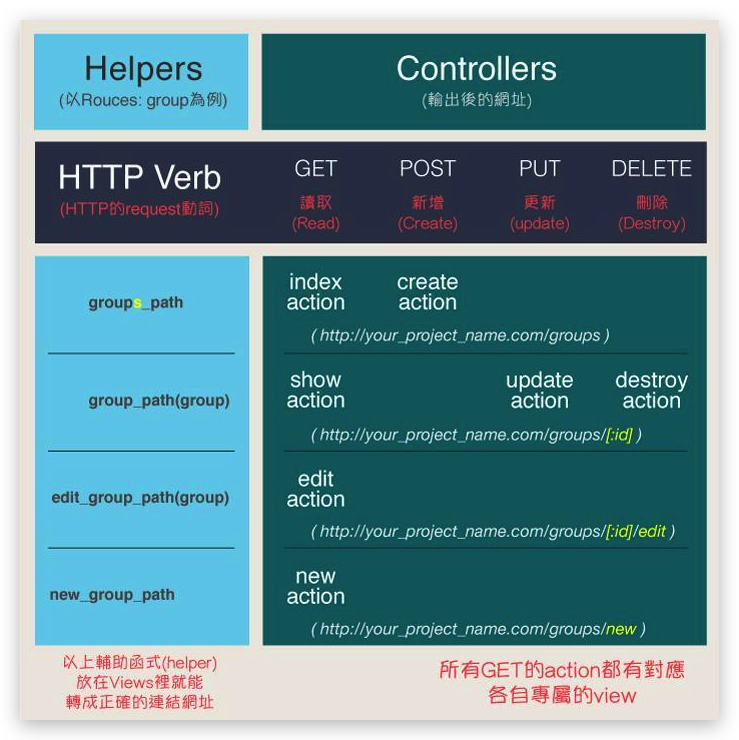 Helpers
(以Rouces: group為例)
Controllers
(輸出後的網址)
HTTP Verb
(HTTP的request動詞)
GET
讀取
(Read)
POST
新增
(Create)
PUT
更新
(update)
DELETE
刪除
(Destroy)
groups_path
index action
create action
( http://your_project_name.com/groups )
group_path(group)
show action
update action
destroy action
( http://your_project_name.com/groups/[:id] )
edit_group_path(group)
edit action
( http://your_project_name.com/groups/[:id]/edit )
new_group_path
new action
( http://your_project_name.com/groups/new )
以上輔助函式(helper)
放在Views裡就能
轉成正確的連結網址
所有GET的action都有對應
各自專屬的view